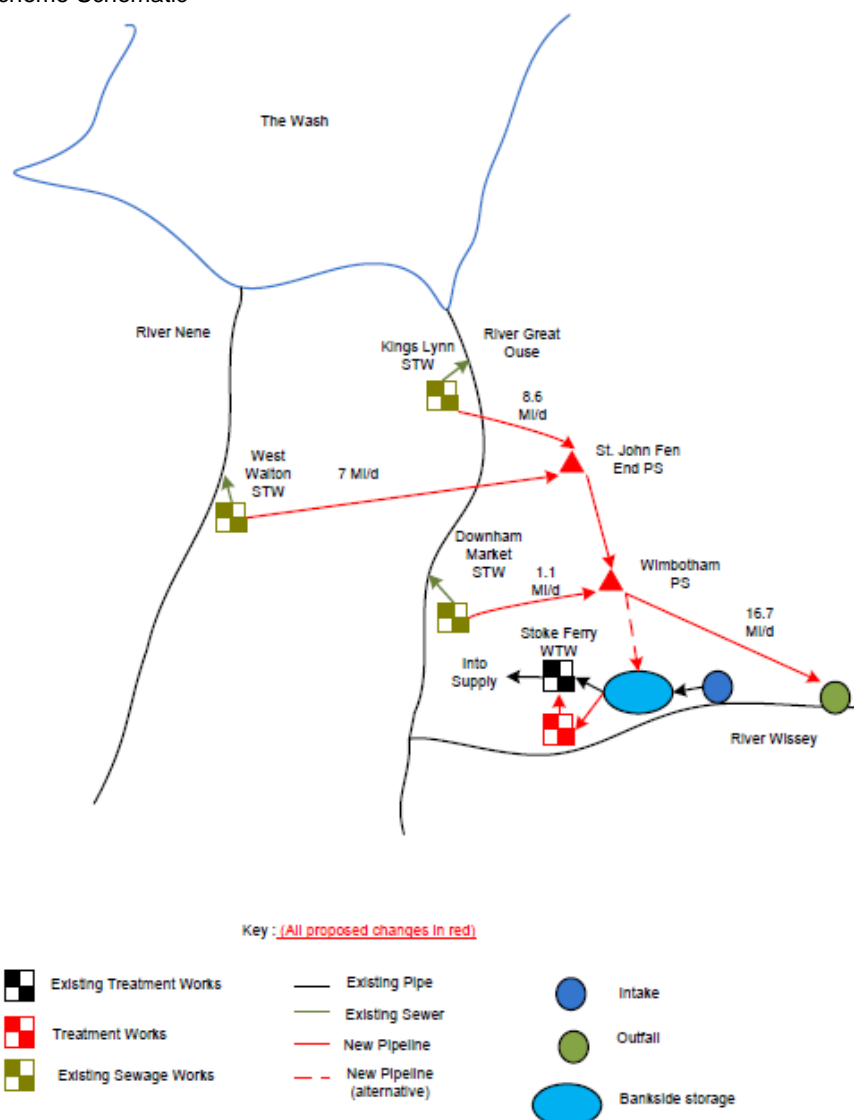 The Wash
River Nene
Kings Lynn
STW
River Great
Ouse
8.6
Ml/d
St. John Fen
End PS
West
Walton
STW
7 Ml/d
Downham
Market
STW
1.1
Ml/d
Wimbotham
PS
16.7
Ml/d
Stoke Ferry
WTW
Into
Supply
River Wissey
Key : (All proposed changes in red)
Existing Treatment Works
Existing Pipe
Intake
Existing Sewer
Treatment Works
New Pipeline
Outfall
Existing Sewage Works
New Pipeline
(alternative)
Bankside storage